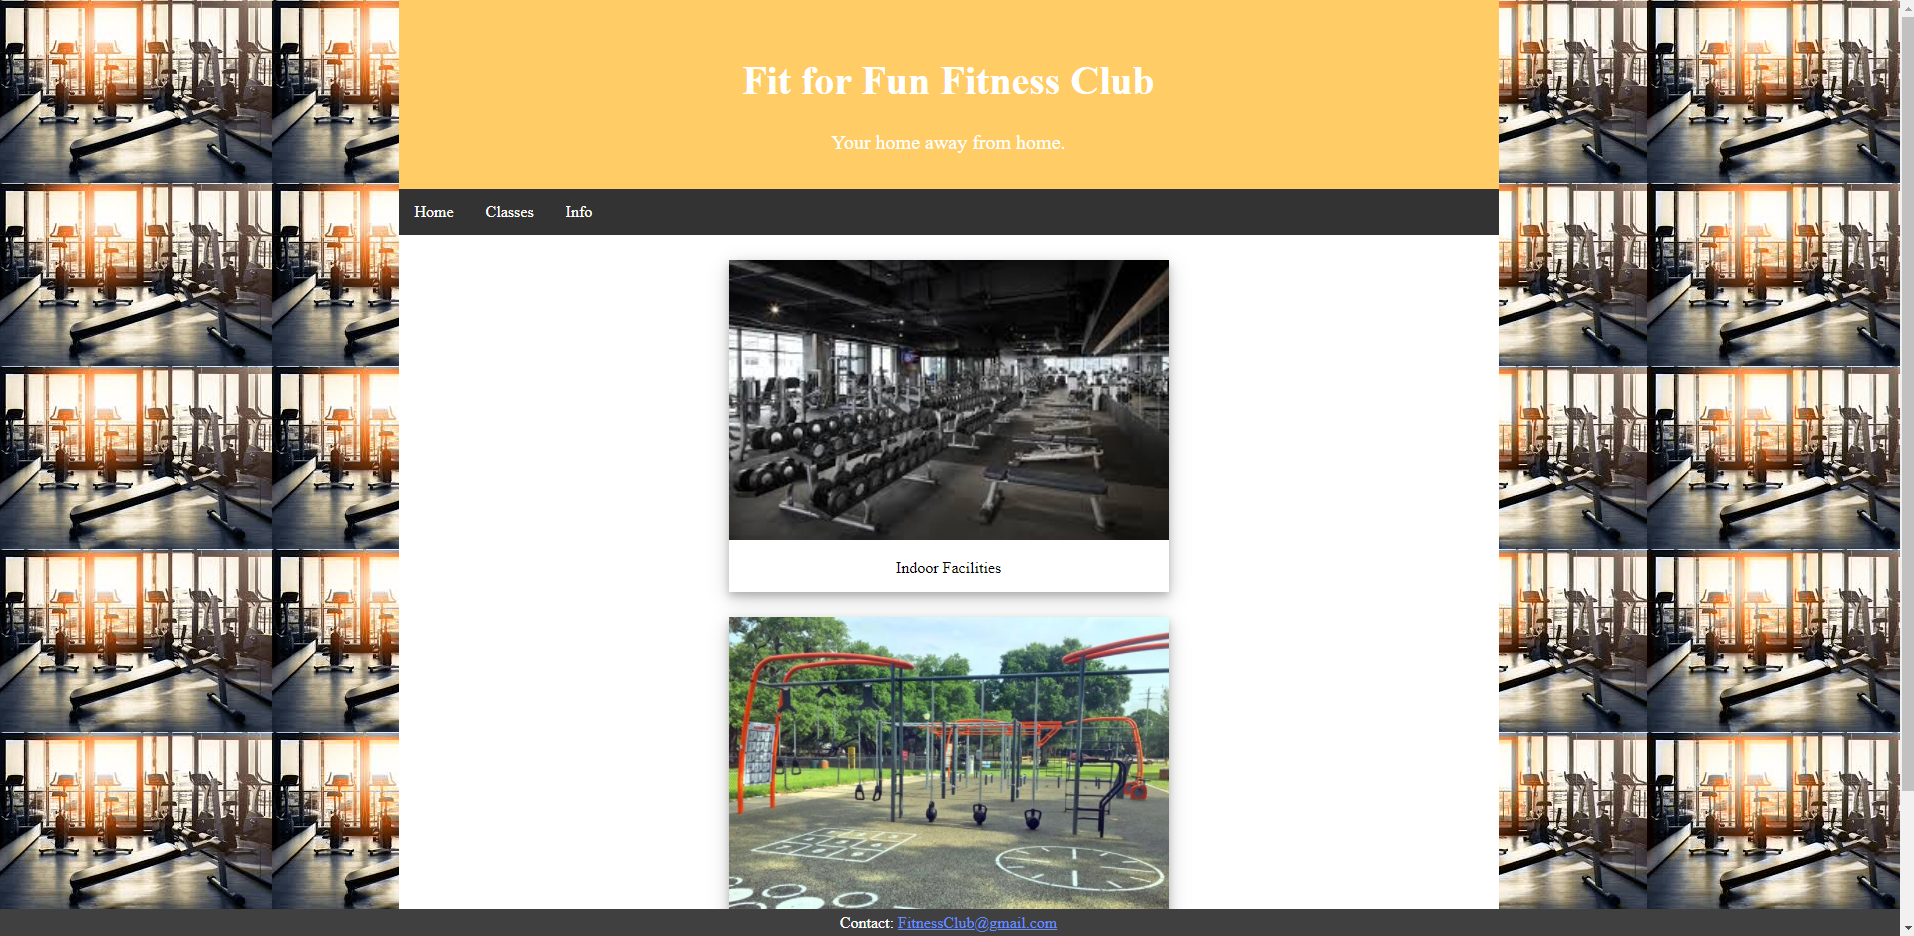 Fit for Fun Fitness Club
Your home away from home.
Home Classes Info
Indoor Facilities
Contact: FitnessClub@gmail.com